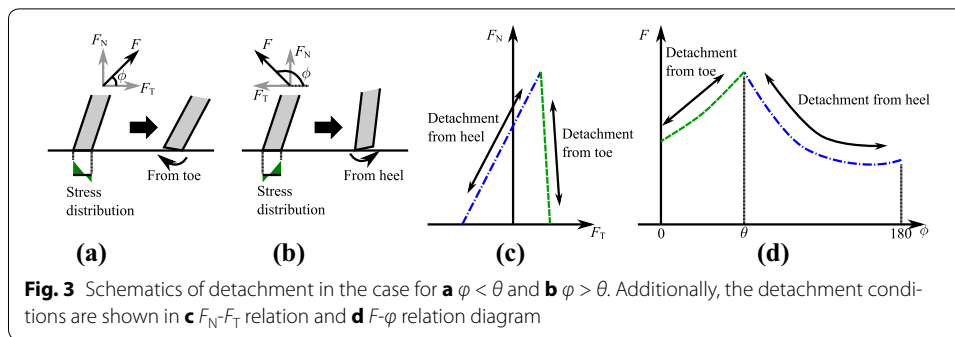 F_N
F
φ
F_T
From toe
Stress
distribution
(a)
F
F_N
φ
F_T
From heel
Stress
distribution
(b)
F_N
Detachment
from heel
Detachment
from toe
F_T
(c)
F
Detachment
from toe
Detachment from heel
0
θ
180
φ
(d)
Fig. 3 Schematics of detachment in the case for a φ < θ and b φ > θ. Additionally, the detachment condi-
tions are shown in c F_N-F_T relation and d F-φ relation diagram